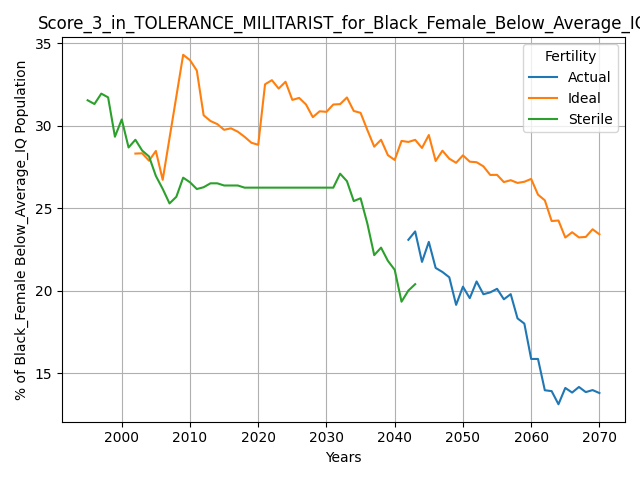 Score_3_in_TOLERANCE_MILITARIST_for_Black_Female_Below_Average_IQ
% of Black_Female Below_Average_IQ Population
35
30
25
20
15
Fertility
Actual
Ideal
Sterile
2000 2010 2020 2030 2040 2050 2060 2070
Years